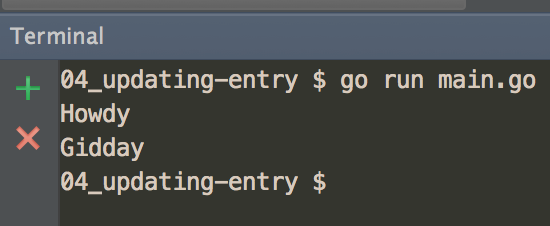 Terminal
04_updating-entry $ go run main.go
Howdy
Gidday
04_updating-entry $